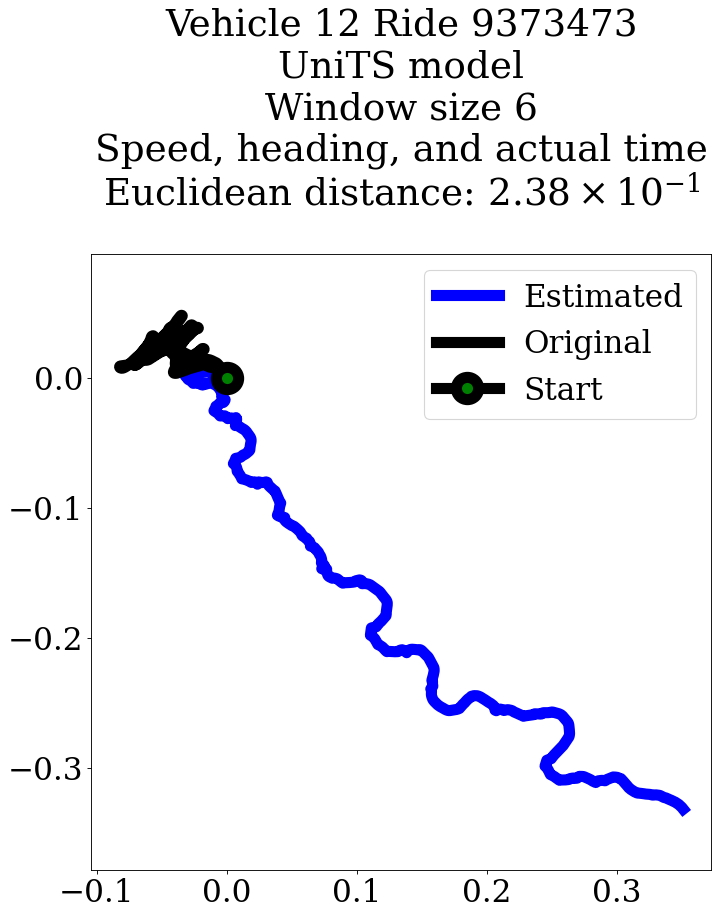 Vehicle 12 Ride 9373473
UniTS model
Window size 6
Speed, heading, and actual time
Euclidean distance: 2.38 × 10⁻¹
Estimated
Original
Start
0.0
−0.1
−0.2
−0.3
−0.1 0.0 0.1 0.2 0.3